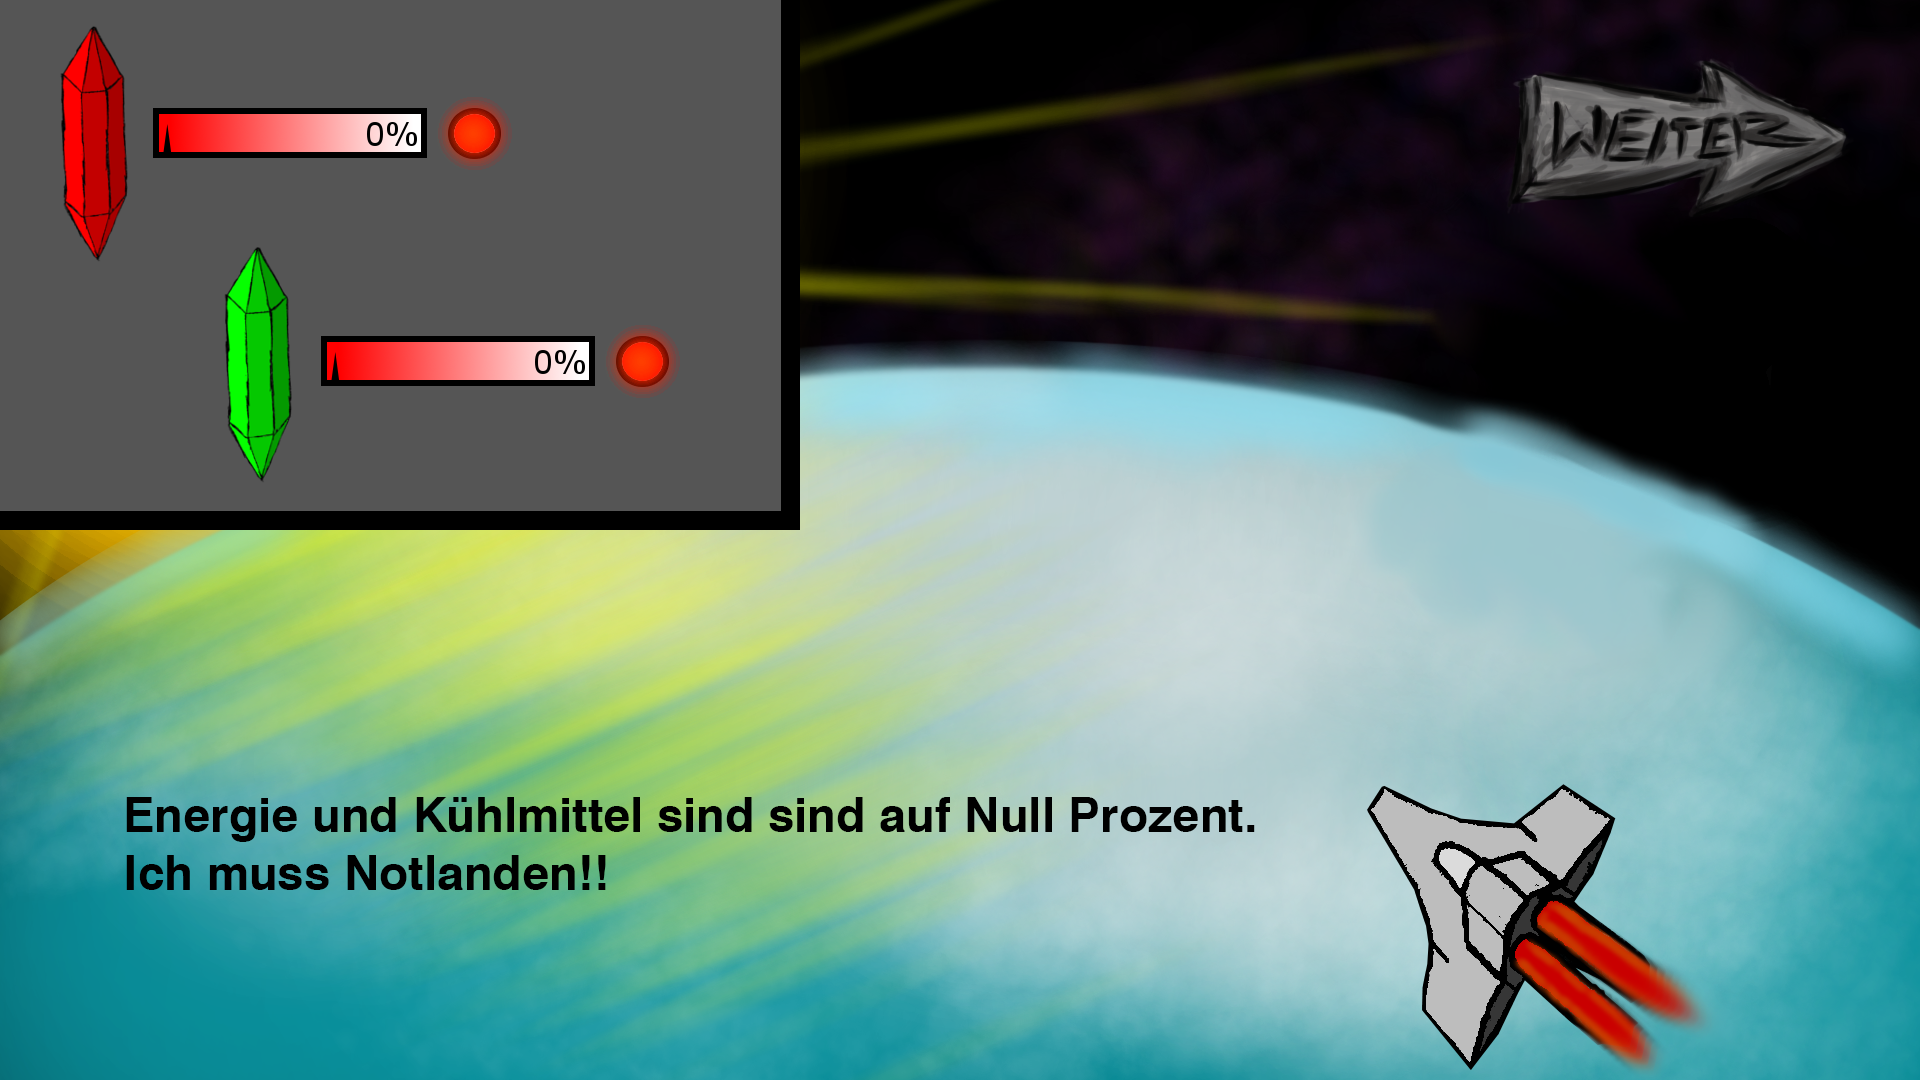 0%
WEITER
0%
Energie und Kühlmittel sind sind auf Null Prozent.
Ich muss Notlanden!!